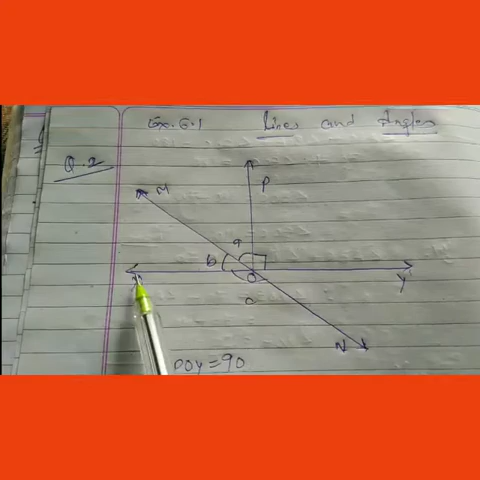 Ex. 6.1 Lines and Angles
Q.2
M
P
a
b
O
Y
c
N
POY = 90